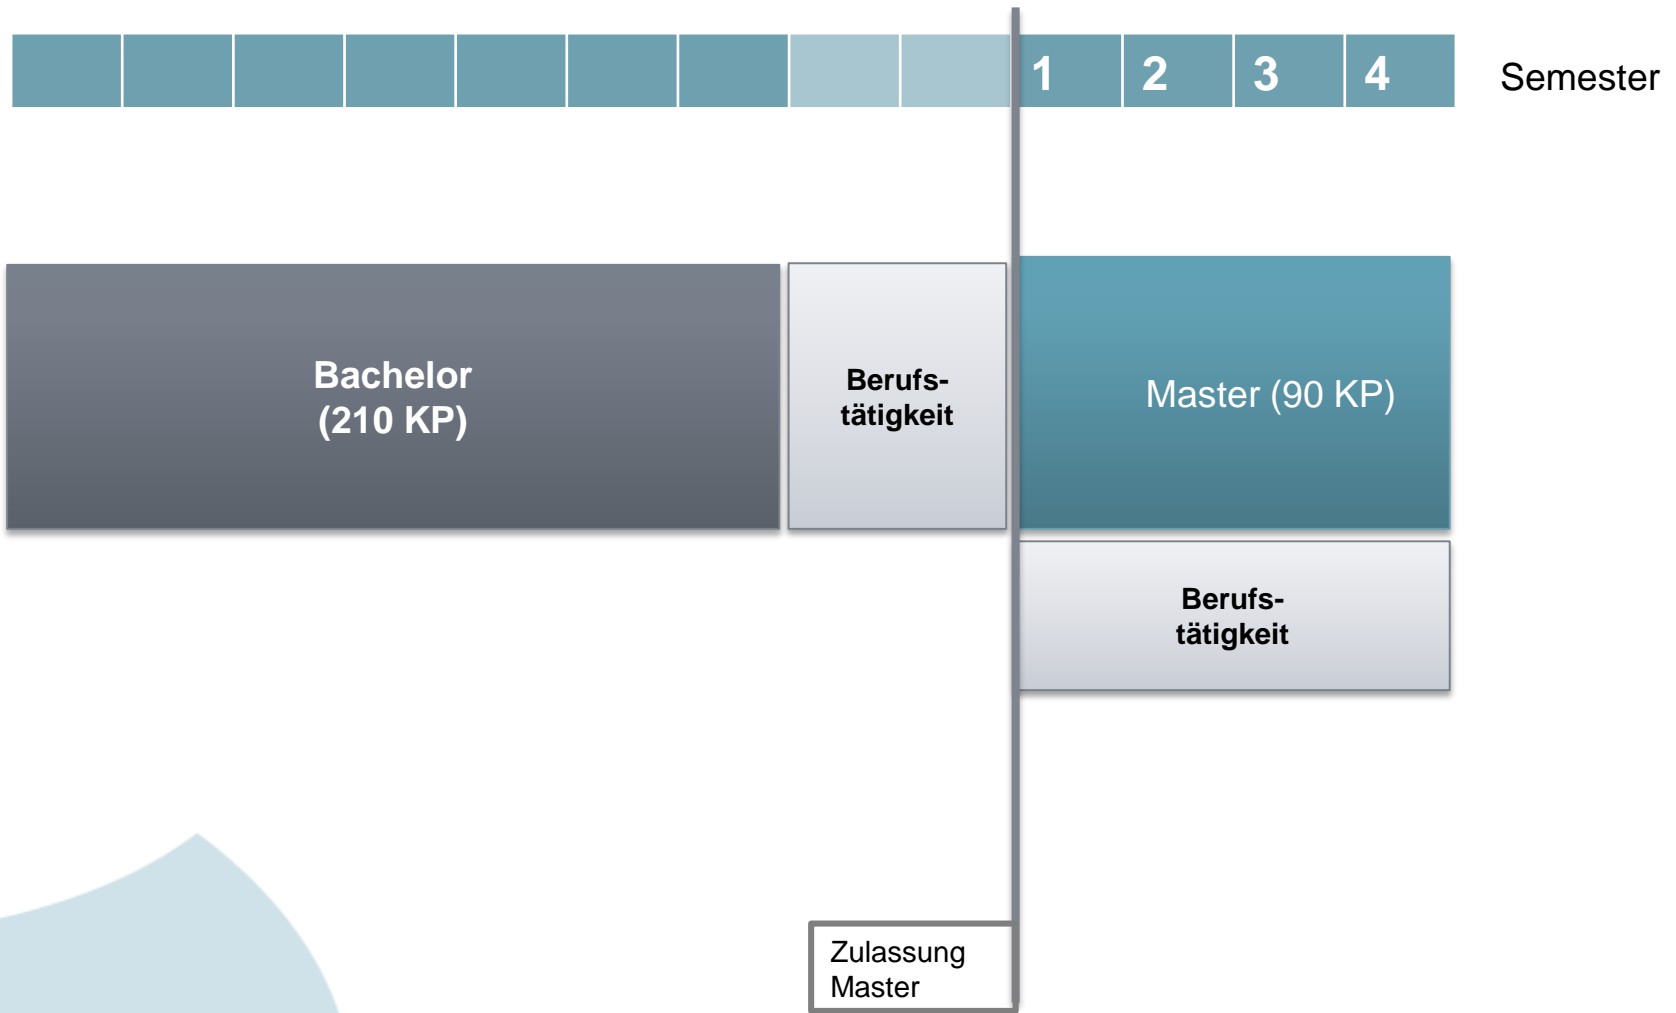 1 2 3 4 Semester
Bachelor
(210 KP)
Berufs-
tätigkeit
Master (90 KP)
Berufs-
tätigkeit
Zulassung
Master